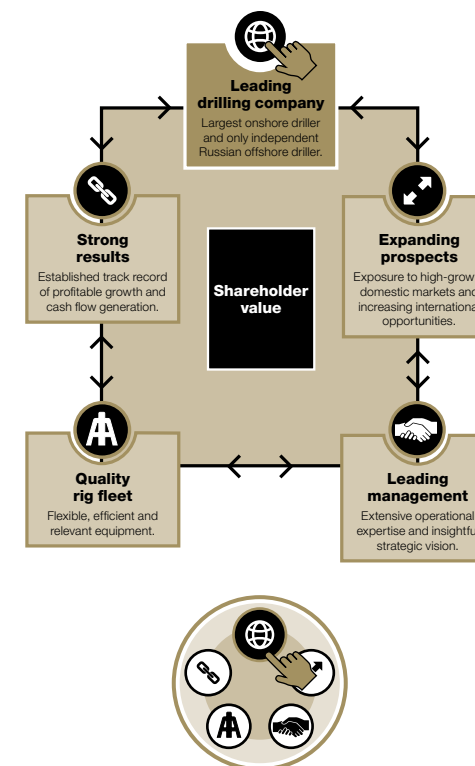 Leading
drilling company
Largest onshore driller
and only independent
Russian offshore driller.
Strong
results
Established track record
of profitable growth and
cash flow generation.
Expanding
prospects
Exposure to high-grow
domestic markets and
increasing internationa
opportunities.
Shareholder
value
Quality
rig fleet
Flexible, efficient and
relevant equipment.
Leading
management
Extensive operational
expertise and insightfu
strategic vision.